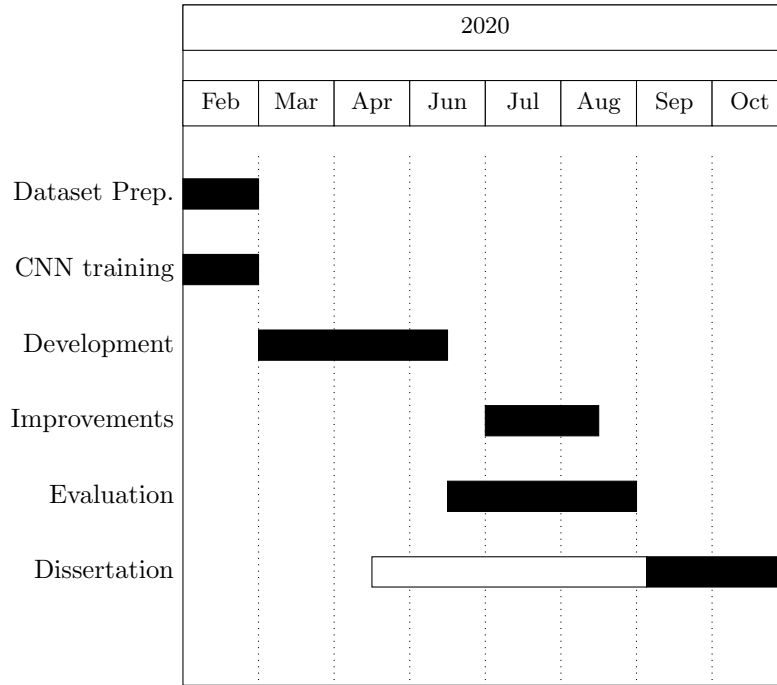 2020
Feb Mar Apr Jun Jul Aug Sep Oct
Dataset Prep.
CNN training
Development
Improvements
Evaluation
Dissertation